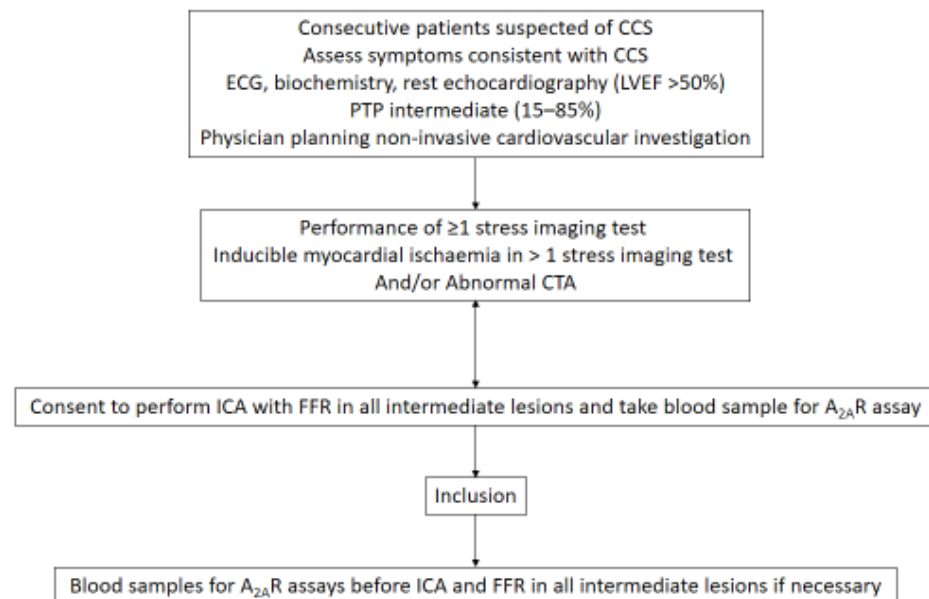 Consecutive patients suspected of CCS
Assess symptoms consistent with CCS
ECG, biochemistry, rest echocardiography (LVEF >50%)
PTP intermediate (15–85%)
Physician planning non-invasive cardiovascular investigation
Performance of ≥1 stress imaging test
Inducible myocardial ischaemia in > 1 stress imaging test
And/or Abnormal CTA
Consent to perform ICA with FFR in all intermediate lesions and take blood sample for A₂ₐR assay
Inclusion
Blood samples for A₂ₐR assays before ICA and FFR in all intermediate lesions if necessary